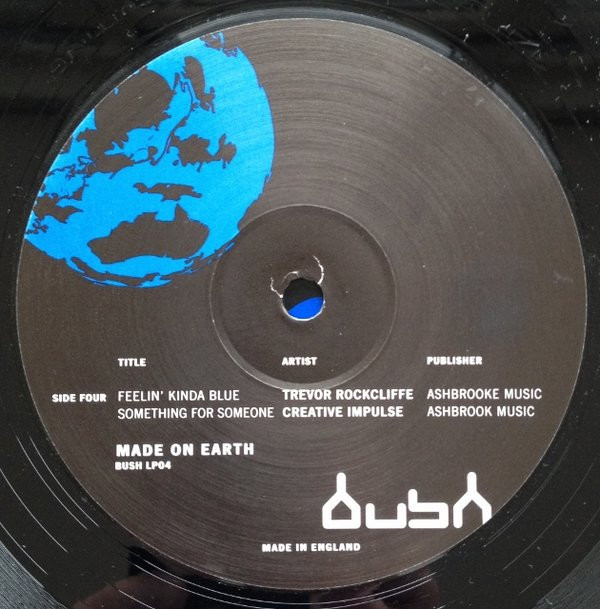 TITLE ARTIST PUBLISHER
SIDE FOUR FEELIN' KINDA BLUE TREVOR ROCKCLIFFE ASHBROOKE MUSIC
SOMETHING FOR SOMEONE CREATIVE IMPULSE ASHBROOK MUSIC
MADE ON EARTH
BUSH LP04
bush
MADE IN ENGLAND